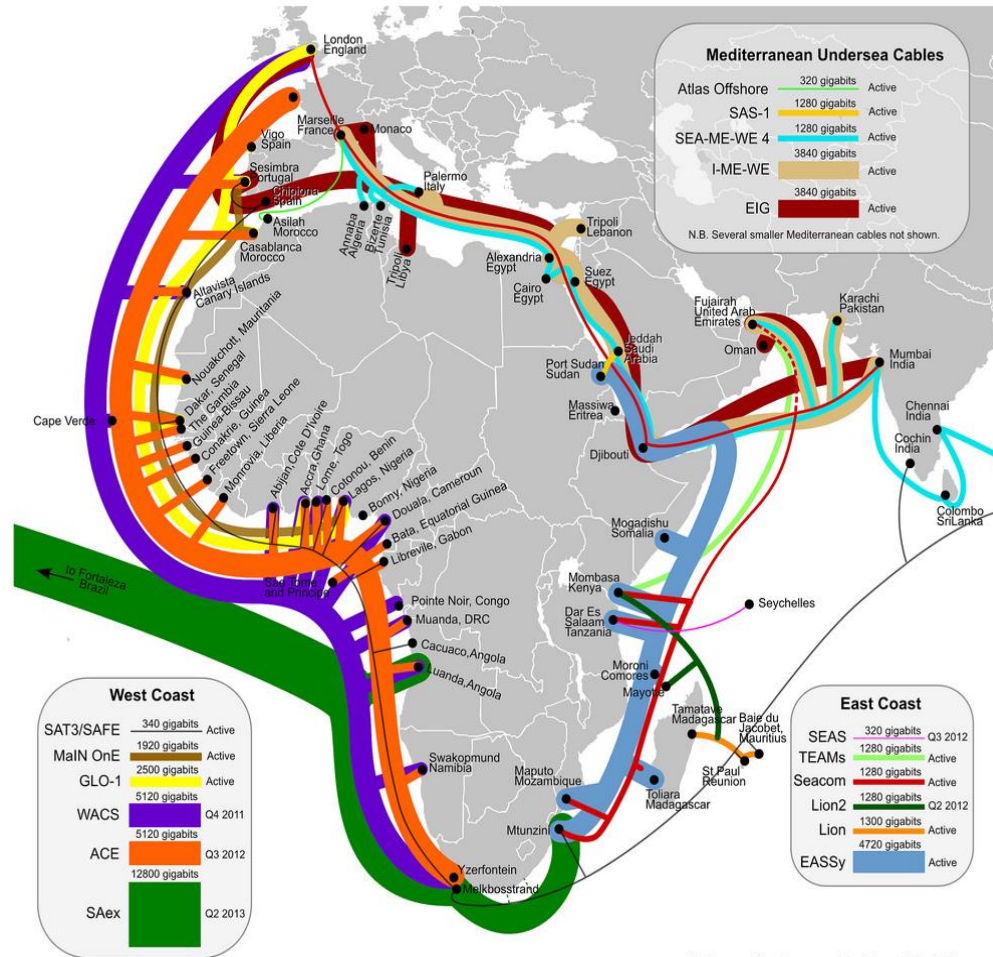 London
England
Mediterranean Undersea Cables
Atlas Offshore
320 gigabits
Active
SAS-1
1280 gigabits
Active
SEA-ME-WE 4
1280 gigabits
Active
I-ME-WE
3840 gigabits
Active
EIG
3840 gigabits
Active
N.B. Several smaller Mediterranean cables not shown.
Marseille
France
Monaco
Vigo
Spain
Sesimbra
Portugal
Chipiona
Spain
Palermo
Italy
Asilah
Morocco
Casablanca
Morocco
Annaba
Algeria
Bizerte
Tunisia
Tripoli
Libya
Tripoli
Lebanon
Alexandria
Egypt
Cairo
Egypt
Suez
Egypt
Altavista
Canary Islands
Fujairah
United Arab
Emirates
Karachi
Pakistan
Oman
Mumbai
India
Jeddah
Saudi
Arabia
Port Sudan
Sudan
Massiwa
Eritrea
Djibouti
Chennai
India
Cochin
India
Colombo
SriLanka
Nouakchott, Mauritania
Cape Verde
Dakar, Senegal
The Gambia
Guinea-Bissau
Conakrie, Guinea
Freetown, Sierra Leone
Monrovia, Liberia
Abijan,Cote D'Ivoire
Accra,Ghana
Lome, Togo
Cotonou, Benin
Lagos, Nigeria
Bonny, Nigeria
Douala, Cameroun
Bata, Equatorial Guinea
Libreville, Gabon
Sao Tome
and Principe
Mogadishu
Somalia
Mombasa
Kenya
Dar Es
Salaam
Tanzania
Seychelles
to Fortaleza
Brazil
Pointe Noir, Congo
Muanda, DRC
Cacuaco,Angola
Luanda,Angola
Moroni
Comores
Mayotte
Tamatave
Madagascar
Baie du
Jacobet,
Mauritius
St Paul
Reunion
Toliara
Madagascar
Swakopmund
Namibia
Maputo
Mozambique
Mtunzini
Yzerfontein
Melkbosstrand
West Coast
SAT3/SAFE
340 gigabits
Active
MaIN OnE
1920 gigabits
Active
GLO-1
2500 gigabits
Active
WACS
5120 gigabits
Q4 2011
ACE
5120 gigabits
Q3 2012
SAex
12800 gigabits
Q2 2013
East Coast
SEAS
320 gigabits
Q3 2012
TEAMs
1280 gigabits
Active
Seacom
1280 gigabits
Active
Lion2
1280 gigabits
Q2 2012
Lion
1300 gigabits
Active
EASSy
4720 gigabits
Active